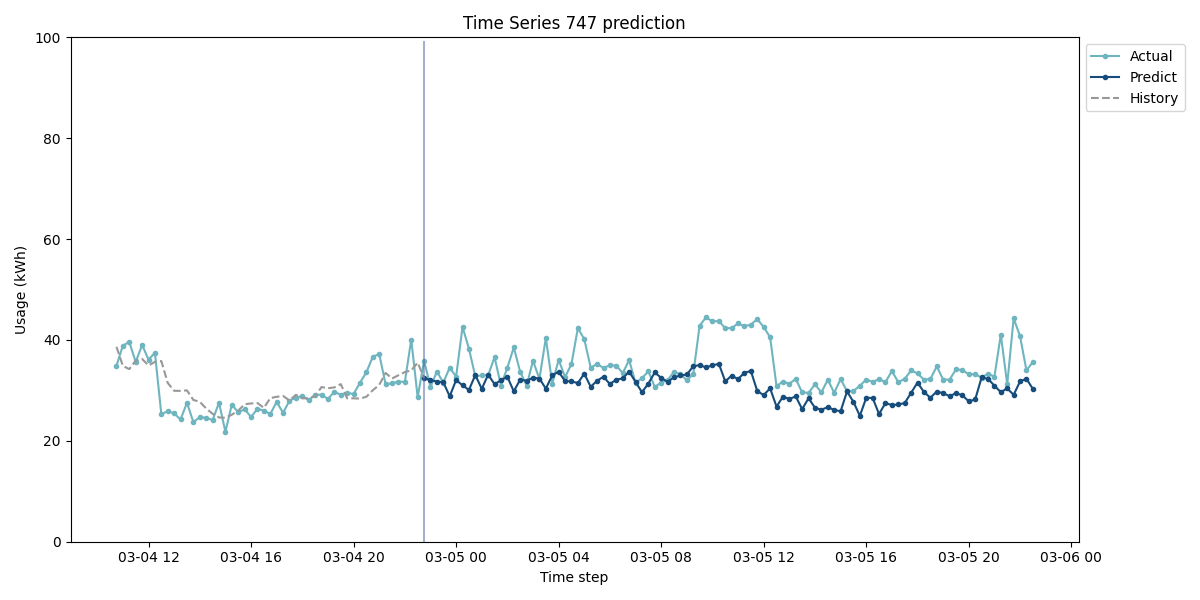 Time Series 747 prediction
100
80
60
40
20
0
Usage (kWh)
03-04 12
03-04 16
03-04 20
03-05 00
03-05 04
03-05 08
03-05 12
03-05 16
03-05 20
03-06 00
Time step
Actual
Predict
History